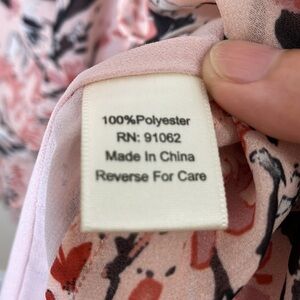 100%Polyester
RN: 91062
Made In China
Reverse For Care